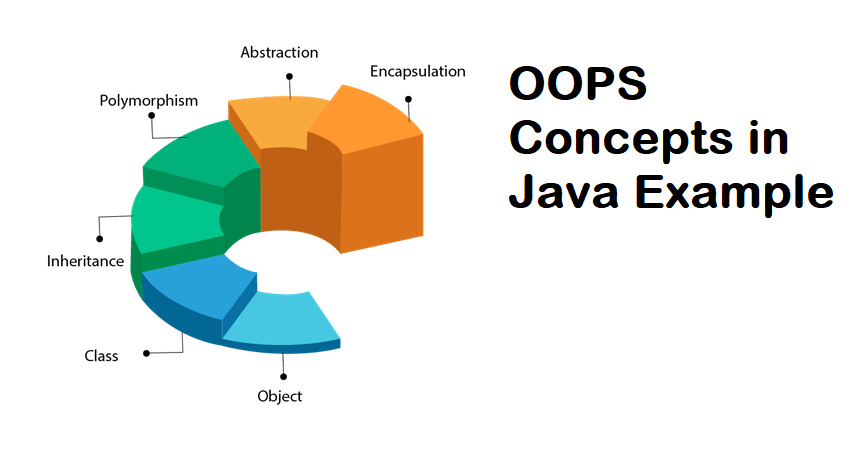 Abstraction
Encapsulation
Polymorphism
Inheritance
Class
Object
OOPS
Concepts in
Java Example